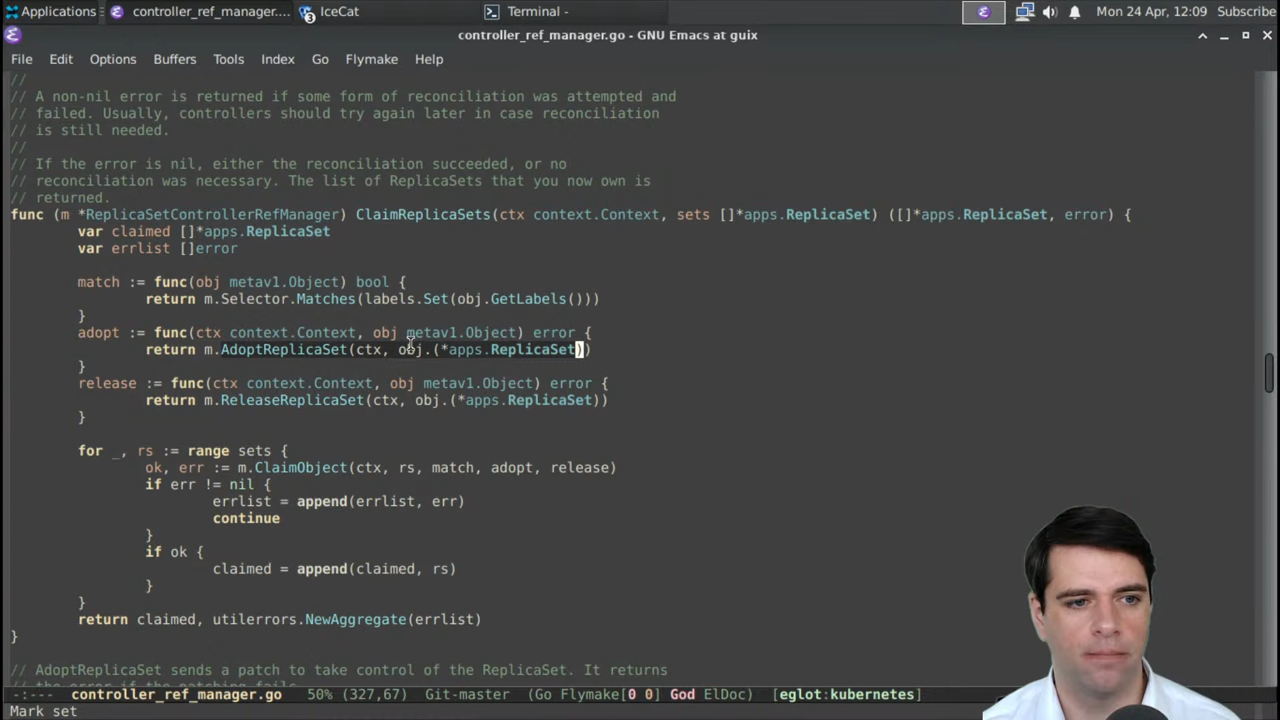 Applications controller_ref_manager.... IceCat Terminal - Mon 24 Apr, 12:09 Subscribe
3
controller_ref_manager.go - GNU Emacs at guix
File Edit Options Buffers Tools Index Go Flymake Help
//
// A non-nil error is returned if some form of reconciliation was attempted and
// failed. Usually, controllers should try again later in case reconciliation
// is still needed.
//
// If the error is nil, either the reconciliation succeeded, or no
// reconciliation was necessary. The list of ReplicaSets that you now own is
// returned.
func (m *ReplicaSetControllerRefManager) ClaimReplicaSets(ctx context.Context, sets []*apps.ReplicaSet) ([]*apps.ReplicaSet, error) {
var claimed []*apps.ReplicaSet
var errlist []error
match := func(obj metav1.Object) bool {
return m.Selector.Matches(labels.Set(obj.GetLabels()))
}
adopt := func(ctx context.Context, obj metav1.Object) error {
return m.AdoptReplicaSet(ctx, obj.(*apps.ReplicaSet))
}
release := func(ctx context.Context, obj metav1.Object) error {
return m.ReleaseReplicaSet(ctx, obj.(*apps.ReplicaSet))
}
for _, rs := range sets {
ok, err := m.ClaimObject(ctx, rs, match, adopt, release)
if err != nil {
errlist = append(errlist, err)
continue
}
if ok {
claimed = append(claimed, rs)
}
}
return claimed, utilerrors.NewAggregate(errlist)
}
// AdoptReplicaSet sends a patch to take control of the ReplicaSet. It returns
// the error if the patching fails.
-:--- controller_ref_manager.go 50% (327,67) Git-master (Go Flymake[0 0] God ElDoc) [eglot:kubernetes]
Mark set